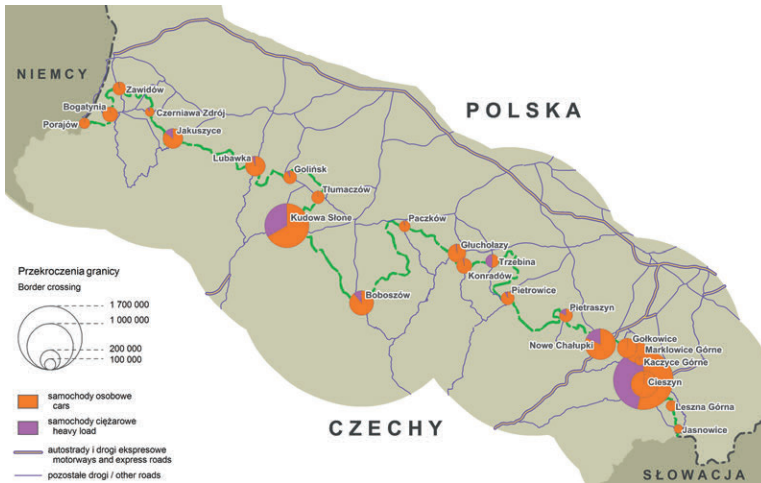 NIEMCY
POLSKA
CZECHY
SŁOWACJA
Zawidów
Bogatynia
Czerniawa Zdrój
Porajów
Jakuszyce
Lubawka
Golińsk
Tłumaczów
Kudowa Słone
Paczków
Głuchołazy
Trzebina
Konradów
Boboszów
Pietrowice
Pietraszyn
Nowe Chałupki
Gołkowice
Marklowice Górne
Kaczyce Górne
Cieszyn
Leszna Górna
Jasnowice
Przekroczenia granicy
Border crossing
1 700 000
1 000 000
200 000
100 000
samochody osobowe
cars
samochody ciężarowe
heavy load
autostrady i drogi ekspresowe
motorways and express roads
pozostałe drogi / other roads